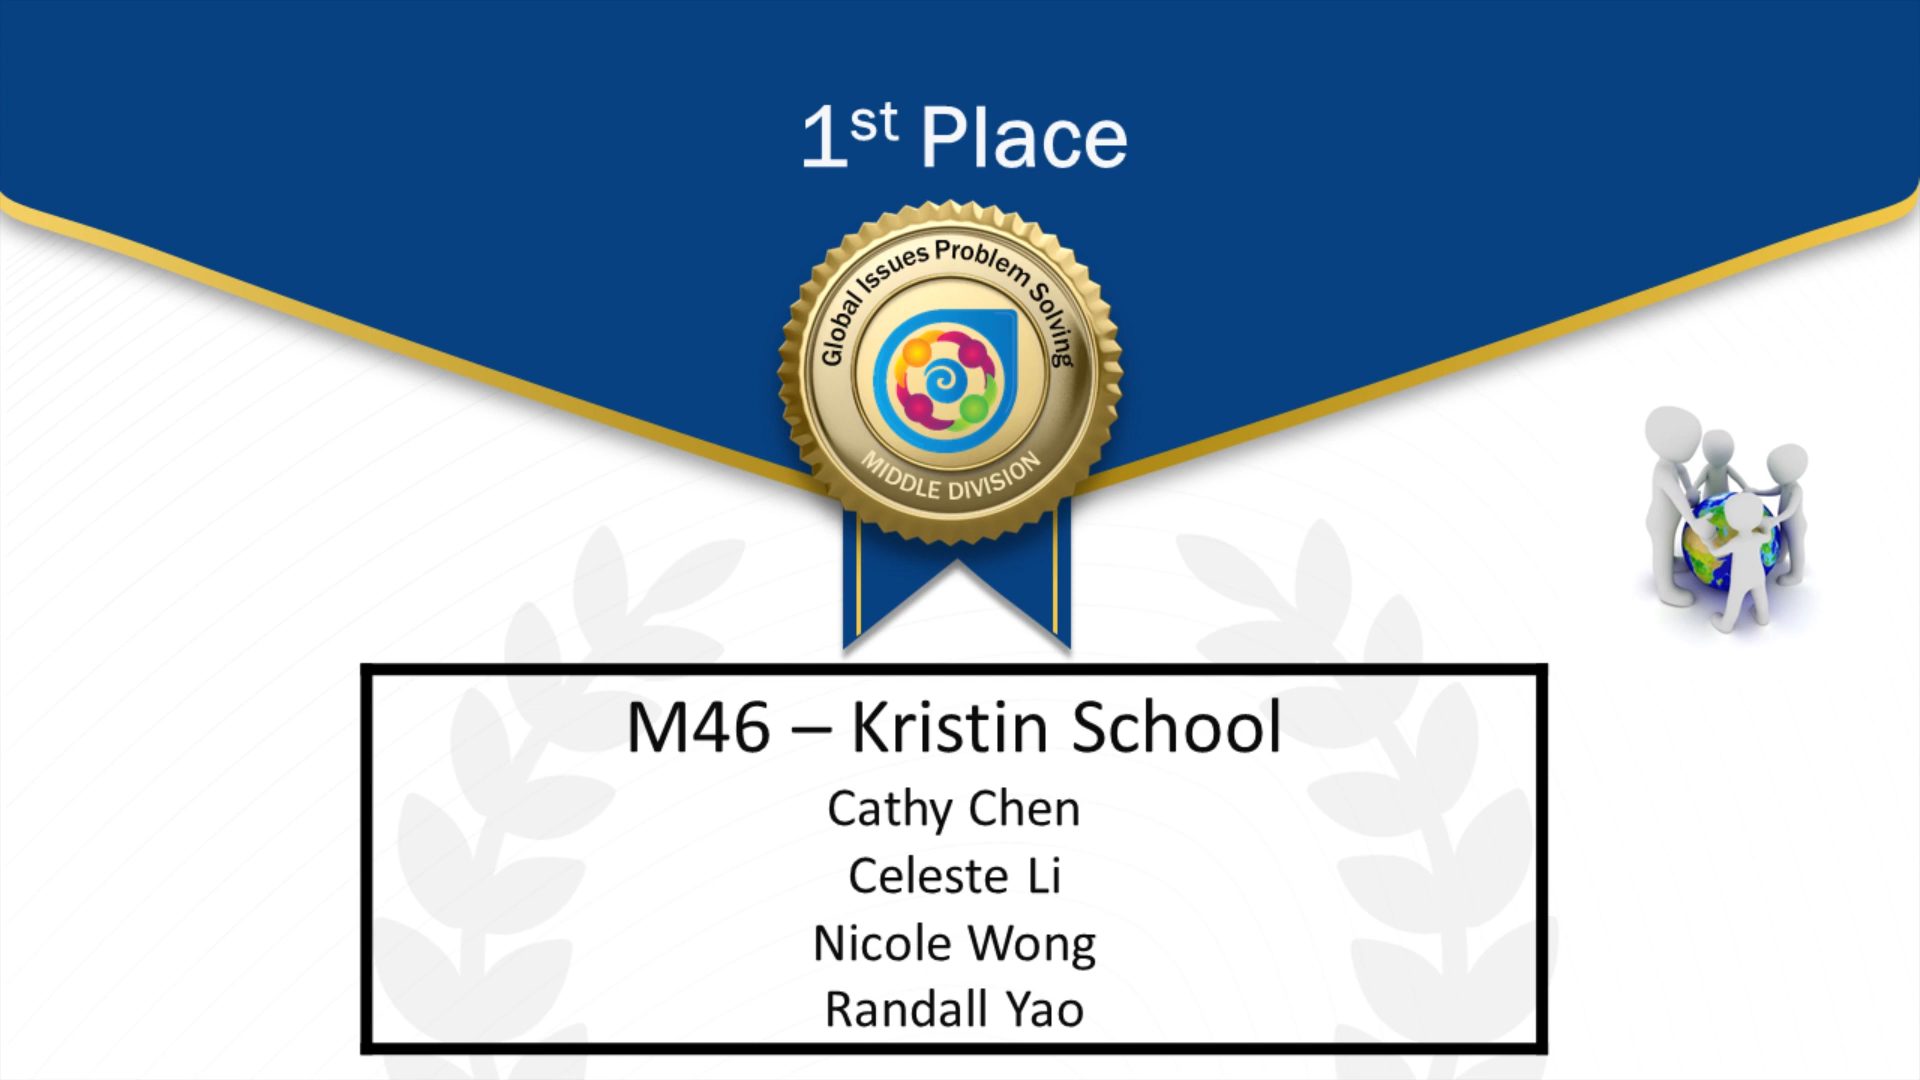 1st Place
Global Issues Problem Solving
MIDDLE DIVISION
M46 – Kristin School
Cathy Chen
Celeste Li
Nicole Wong
Randall Yao